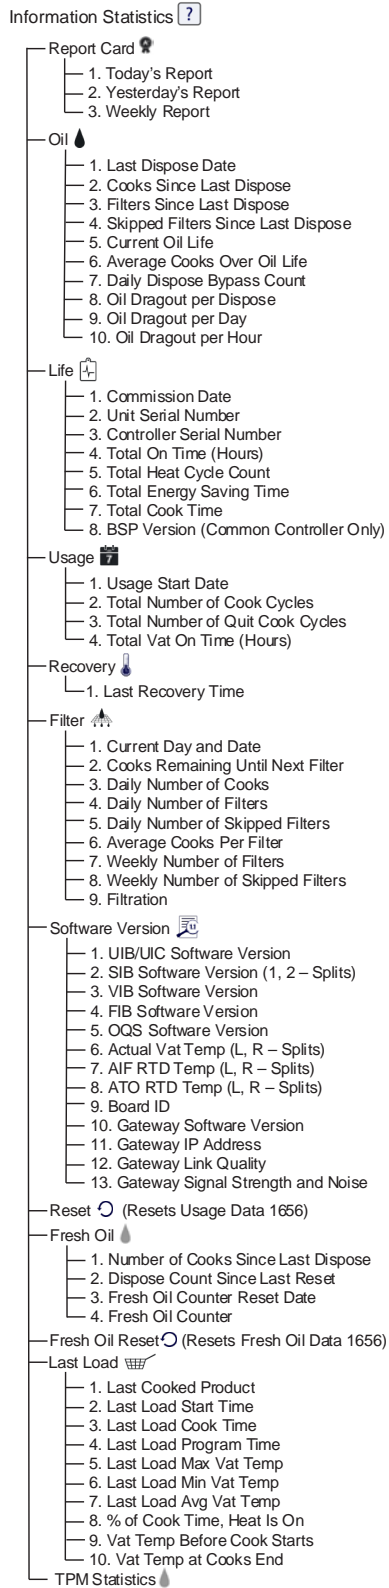 Information Statistics ?
Report Card
1. Today's Report
2. Yesterday's Report
3. Weekly Report
Oil
1. Last Dispose Date
2. Cooks Since Last Dispose
3. Filters Since Last Dispose
4. Skipped Filters Since Last Dispose
5. Current Oil Life
6. Average Cooks Over Oil Life
7. Daily Dispose Bypass Count
8. Oil Dragout per Dispose
9. Oil Dragout per Day
10. Oil Dragout per Hour
Life
1. Commission Date
2. Unit Serial Number
3. Controller Serial Number
4. Total On Time (Hours)
5. Total Heat Cycle Count
6. Total Energy Saving Time
7. Total Cook Time
8. BSP Version (Common Controller Only)
Usage 7
1. Usage Start Date
2. Total Number of Cook Cycles
3. Total Number of Quit Cook Cycles
4. Total Vat On Time (Hours)
Recovery
1. Last Recovery Time
Filter
1. Current Day and Date
2. Cooks Remaining Until Next Filter
3. Daily Number of Cooks
4. Daily Number of Filters
5. Daily Number of Skipped Filters
6. Average Cooks Per Filter
7. Weekly Number of Filters
8. Weekly Number of Skipped Filters
9. Filtration
Software Version
1. UIB/UIC Software Version
2. SIB Software Version (1, 2 – Splits)
3. VIB Software Version
4. FIB Software Version
5. OQS Software Version
6. Actual Vat Temp (L, R – Splits)
7. AIF RTD Temp (L, R – Splits)
8. ATO RTD Temp (L, R – Splits)
9. Board ID
10. Gateway Software Version
11. Gateway IP Address
12. Gateway Link Quality
13. Gateway Signal Strength and Noise
Reset (Resets Usage Data 1656)
Fresh Oil
1. Number of Cooks Since Last Dispose
2. Dispose Count Since Last Reset
3. Fresh Oil Counter Reset Date
4. Fresh Oil Counter
Fresh Oil Reset (Resets Fresh Oil Data 1656)
Last Load
1. Last Cooked Product
2. Last Load Start Time
3. Last Load Cook Time
4. Last Load Program Time
5. Last Load Max Vat Temp
6. Last Load Min Vat Temp
7. Last Load Avg Vat Temp
8. % of Cook Time, Heat Is On
9. Vat Temp Before Cook Starts
10. Vat Temp at Cooks End
TPM Statistics